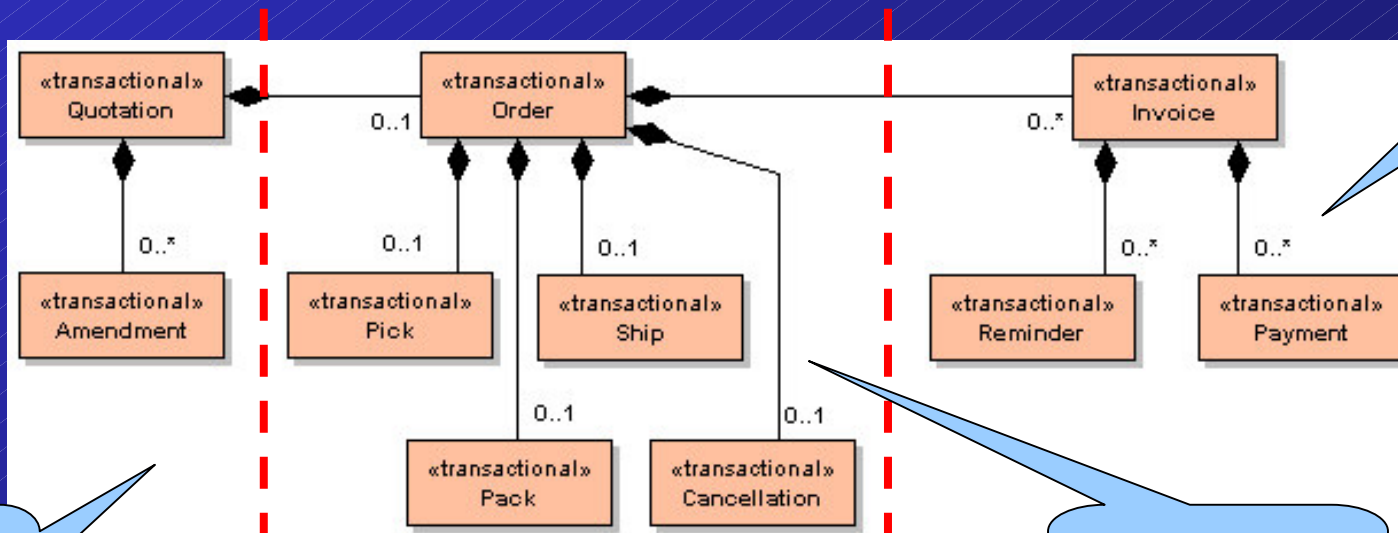 «transactional»
Quotation
0..1
«transactional»
Order
0..*
«transactional»
Invoice
0..*
0..1
0..1
0..*
0..*
«transactional»
Amendment
«transactional»
Pick
«transactional»
Ship
«transactional»
Reminder
«transactional»
Payment
0..1
0..1
«transactional»
Pack
«transactional»
Cancellation